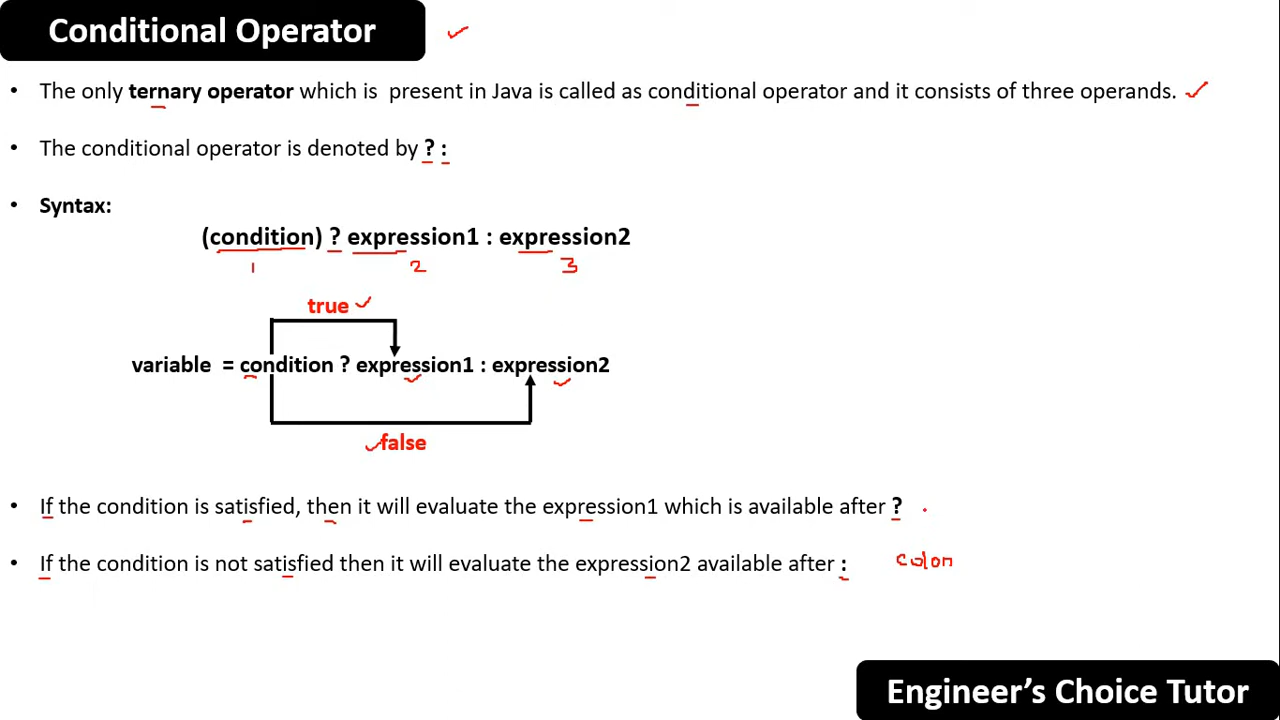 Conditional Operator
• The only ternary operator which is present in Java is called as conditional operator and it consists of three operands.
• The conditional operator is denoted by ? :
• Syntax:
(condition) ? expression1 : expression2
1 2 3
true
variable = condition ? expression1 : expression2
false
• If the condition is satisfied, then it will evaluate the expression1 which is available after ?
• If the condition is not satisfied then it will evaluate the expression2 available after : colon
Engineer’s Choice Tutor